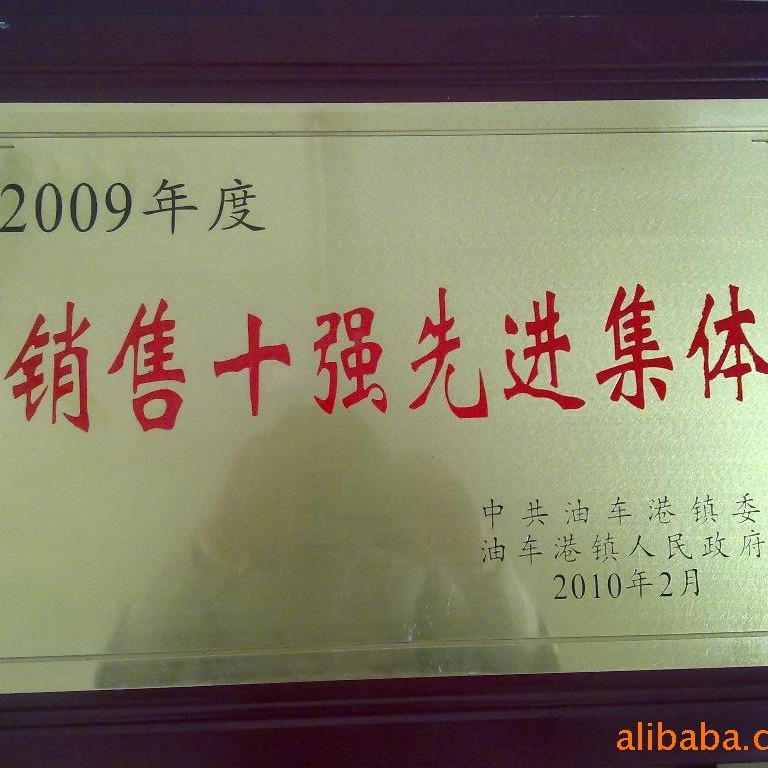 2009年度
销售十强先进集体
中共油车港镇委
油车港镇人民政府
2010年2月
alibaba.c